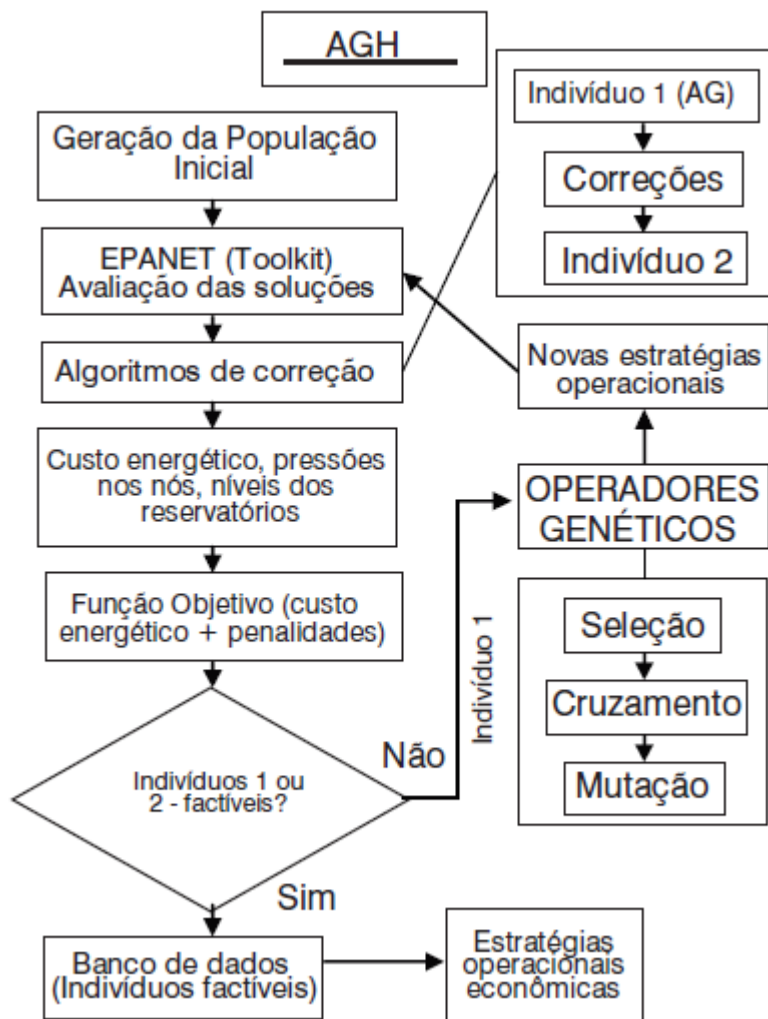 AGH
Geração da População
Inicial
EPANET (Toolkit)
Avaliação das soluções
Algoritmos de correção
Custo energético, pressões
nos nós, níveis dos
reservatórios
Função Objetivo (custo
energético + penalidades)
Indivíduos 1 ou
2 - factíveis?
Não
Sim
Banco de dados
(Indivíduos factíveis)
Estratégias
operacionais
econômicas
Indivíduo 1
Indivíduo 1 (AG)
Correções
Indivíduo 2
Novas estratégias
operacionais
OPERADORES
GENÉTICOS
Seleção
Cruzamento
Mutação